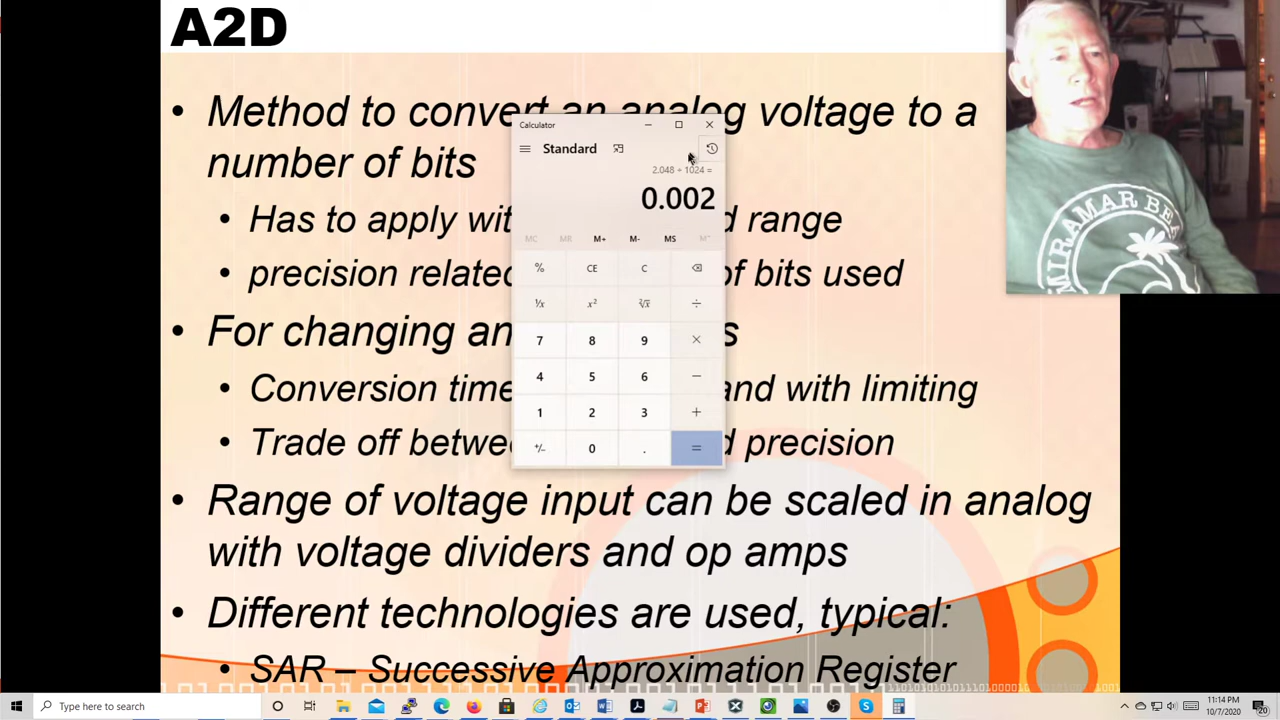 A2D
• Method to convert an analog voltage to a
number of bits
• Has to apply wit d range
• precision relate of bits used
• For changing an s
• Conversion time and with limiting
• Trade off betwe d precision
• Range of voltage input can be scaled in analog
with voltage dividers and op amps
• Different technologies are used, typical:
• SAR – Successive Approximation Register
Calculator
Standard
2.048 ÷ 1024 =
0.002
MC MR M+ M- MS M˅
% CE C
¹/x x² ²√x ÷
7 8 9 ×
4 5 6 −
1 2 3 +
+/- 0 . =
MIRAMAR BEA
Type here to search
11:14 PM
10/7/2020
20